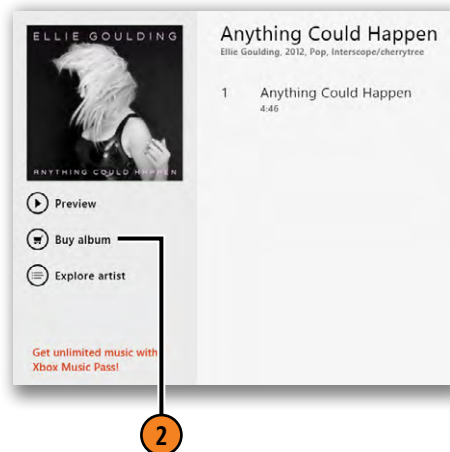 ELLIE GOULDING
ANYTHING COULD HAPPEN
Anything Could Happen
Ellie Goulding, 2012, Pop, Interscope/cherrytree
1 Anything Could Happen
4:46
Preview
Buy album
Explore artist
Get unlimited music with
Xbox Music Pass!
2